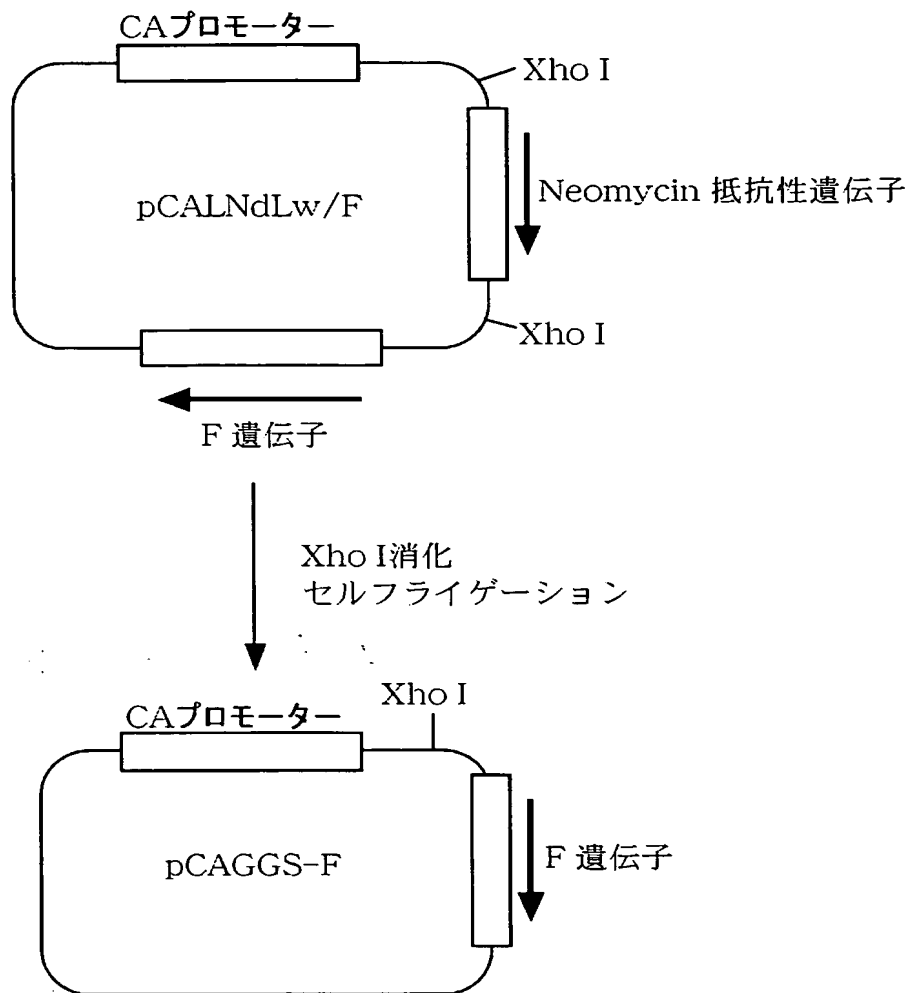 CAプロモーター
Xho I
pCALNdLw/F
Neomycin 抵抗性遺伝子
Xho I
F 遺伝子
Xho I消化
セルフライゲーション
Xho I
CAプロモーター
pCAGGS-F
F 遺伝子